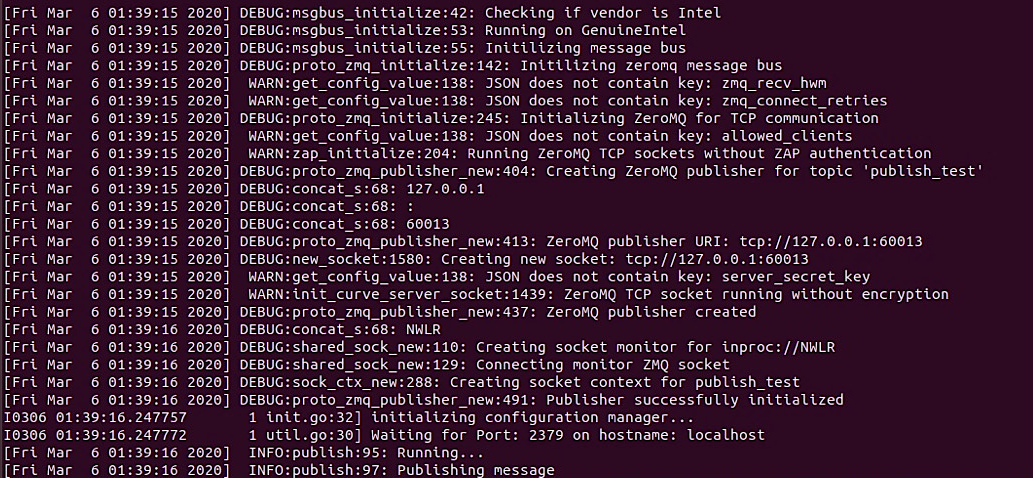 [Fri Mar  6 01:39:15 2020] DEBUG:msgbus_initialize:42: Checking if vendor is Intel
[Fri Mar  6 01:39:15 2020] DEBUG:msgbus_initialize:53: Running on GenuineIntel
[Fri Mar  6 01:39:15 2020] DEBUG:msgbus_initialize:55: Initilizing message bus
[Fri Mar  6 01:39:15 2020] DEBUG:proto_zmq_initialize:142: Initilizing zeromq message bus
[Fri Mar  6 01:39:15 2020]  WARN:get_config_value:138: JSON does not contain key: zmq_recv_hwm
[Fri Mar  6 01:39:15 2020]  WARN:get_config_value:138: JSON does not contain key: zmq_connect_retries
[Fri Mar  6 01:39:15 2020] DEBUG:proto_zmq_initialize:245: Initializing ZeroMQ for TCP communication
[Fri Mar  6 01:39:15 2020]  WARN:get_config_value:138: JSON does not contain key: allowed_clients
[Fri Mar  6 01:39:15 2020]  WARN:zap_initialize:204: Running ZeroMQ TCP sockets without ZAP authentication
[Fri Mar  6 01:39:15 2020] DEBUG:proto_zmq_publisher_new:404: Creating ZeroMQ publisher for topic 'publish_test'
[Fri Mar  6 01:39:15 2020] DEBUG:concat_s:68: 127.0.0.1
[Fri Mar  6 01:39:15 2020] DEBUG:concat_s:68: :
[Fri Mar  6 01:39:15 2020] DEBUG:concat_s:68: 60013
[Fri Mar  6 01:39:15 2020] DEBUG:proto_zmq_publisher_new:413: ZeroMQ publisher URI: tcp://127.0.0.1:60013
[Fri Mar  6 01:39:15 2020] DEBUG:new_socket:1580: Creating new socket: tcp://127.0.0.1:60013
[Fri Mar  6 01:39:15 2020]  WARN:get_config_value:138: JSON does not contain key: server_secret_key
[Fri Mar  6 01:39:15 2020]  WARN:init_curve_server_socket:1439: ZeroMQ TCP socket running without encryption
[Fri Mar  6 01:39:15 2020] DEBUG:proto_zmq_publisher_new:437: ZeroMQ publisher created
[Fri Mar  6 01:39:16 2020] DEBUG:concat_s:68: NWLR
[Fri Mar  6 01:39:16 2020] DEBUG:shared_sock_new:110: Creating socket monitor for inproc://NWLR
[Fri Mar  6 01:39:16 2020] DEBUG:shared_sock_new:129: Connecting monitor ZMQ socket
[Fri Mar  6 01:39:16 2020] DEBUG:sock_ctx_new:288: Creating socket context for publish_test
[Fri Mar  6 01:39:16 2020] DEBUG:proto_zmq_publisher_new:491: Publisher successfully initialized
I0306 01:39:16.247757       1 init.go:32] initializing configuration manager...
I0306 01:39:16.247772       1 util.go:30] Waiting for Port: 2379 on hostname: localhost
[Fri Mar  6 01:39:16 2020]  INFO:publish:95: Running...
[Fri Mar  6 01:39:16 2020]  INFO:publish:97: Publishing message